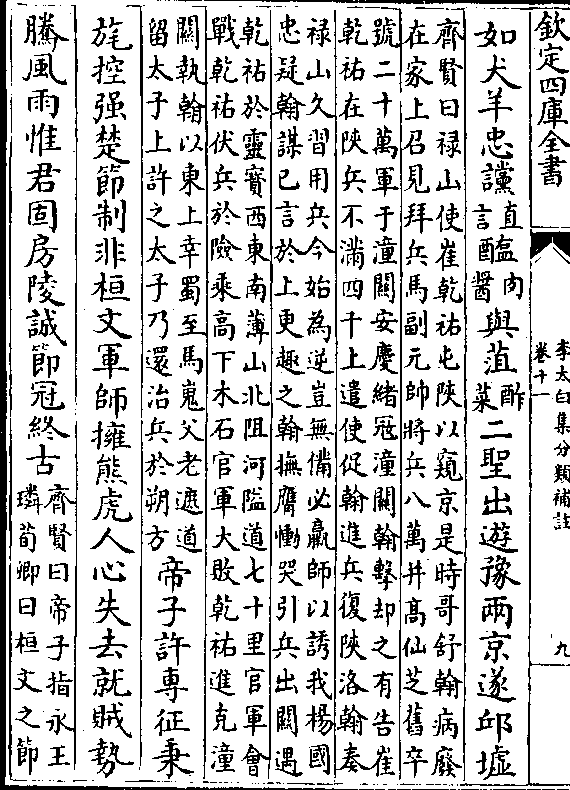 欽定四庫全書
李太白集分類補註
卷十一
九
如犬羊忠讜直言醢肉醬與菹酢菜二聖出遊豫兩京遂邱墟
齊賢曰禄山使崔乾祐屯陝以窺京是時哥舒翰病廢
在家上召見拜兵馬副元帥將兵八萬并髙仙芝舊卒
號二十萬軍于潼關安慶緒冦潼關翰擊却之有告崔
乾祐在陝兵不滿四千上遣使促翰進兵復陝洛翰奏
禄山久習用兵今始為逆豈無備必羸師以誘我楊國
忠疑翰謀已言於上更趣之翰撫膺慟哭引兵出關遇
乾祐於靈寳西東南薄山北阻河隘道七十里官軍會
戰乾祐伏兵於險乘高下木石官軍大敗乾祐進克潼
關執翰以東上幸蜀至馬嵬父老遮道
留太子上許之太子乃還治兵於朔方
帝子許專征秉
旄控强楚節制非桓文軍師擁熊虎人心失去就賊勢
騰風雨惟君固房陵誠節冠終古
齊賢曰帝子指永王
璘荀卿曰桓文之節